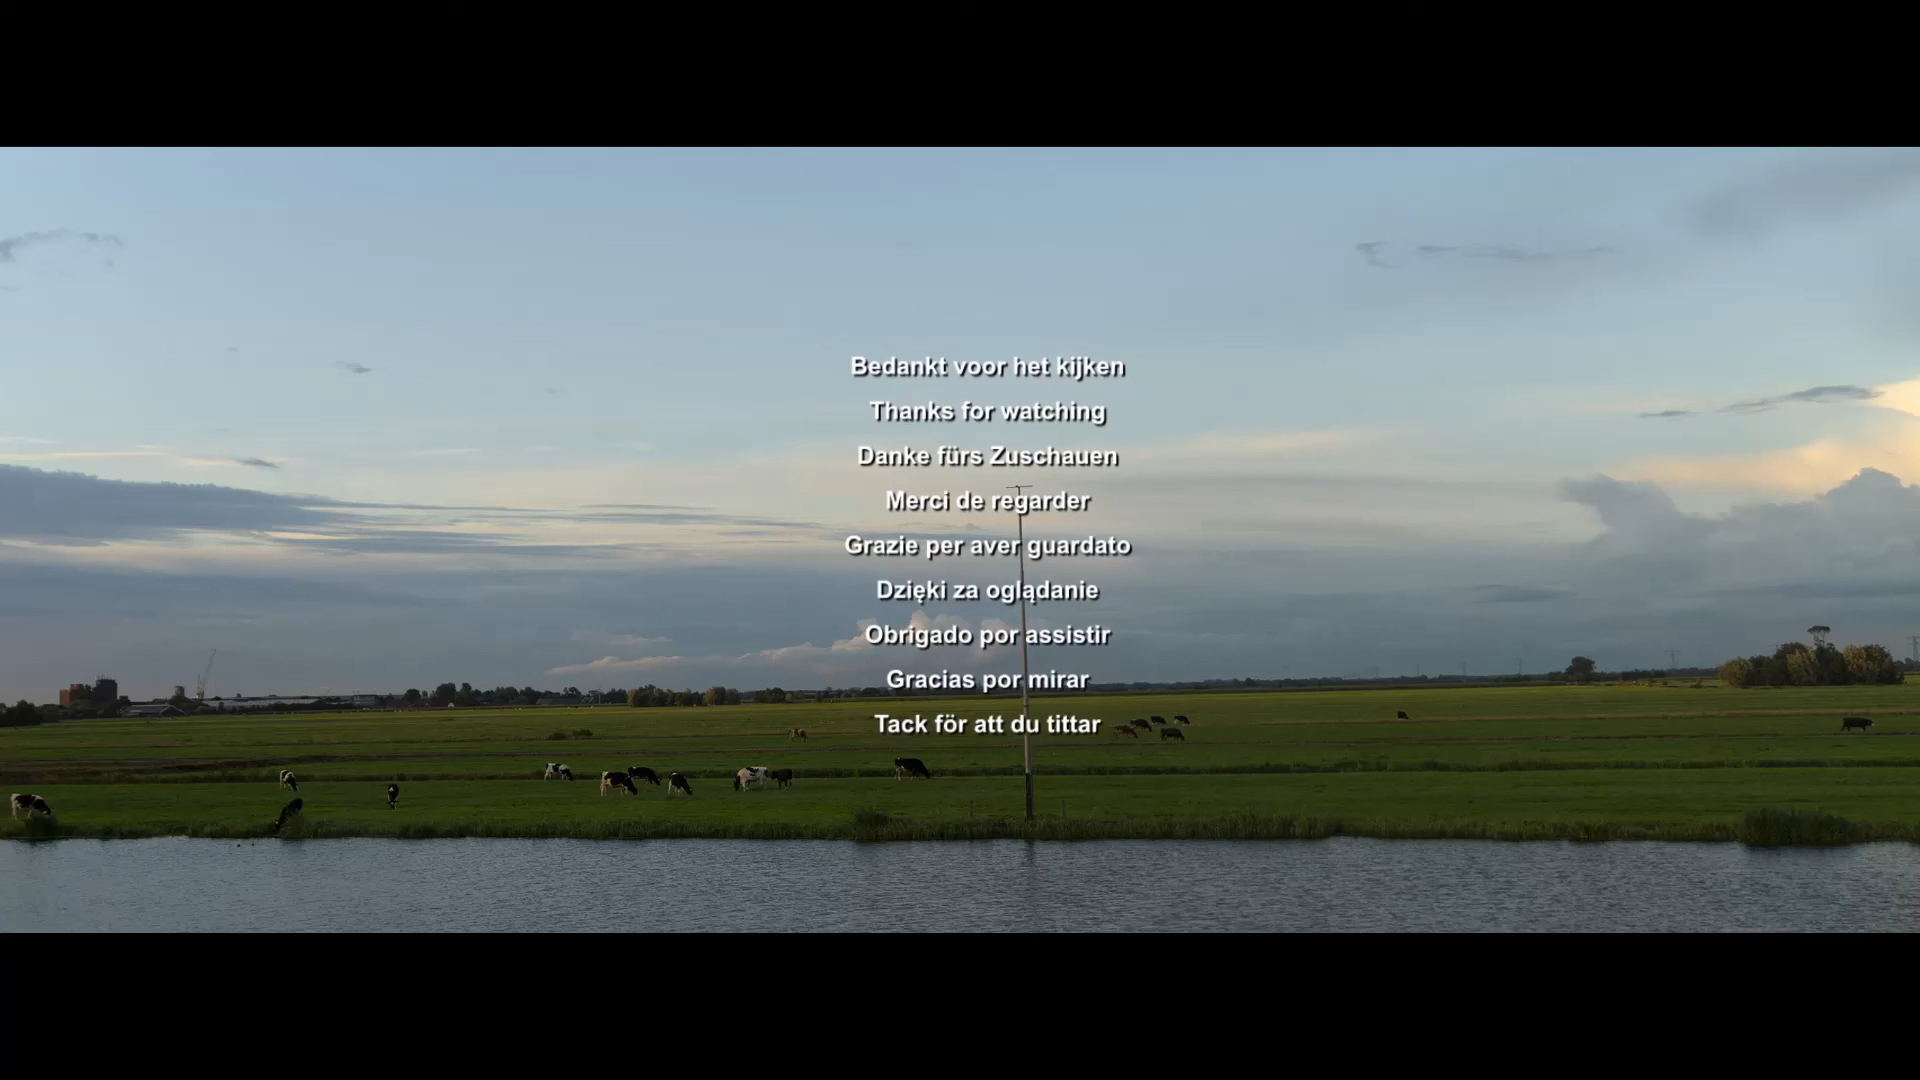 Bedankt voor het kijken
Thanks for watching
Danke fürs Zuschauen
Merci de regarder
Grazie per aver guardato
Dzięki za oglądanie
Obrigado por assistir
Gracias por mirar
Tack för att du tittar